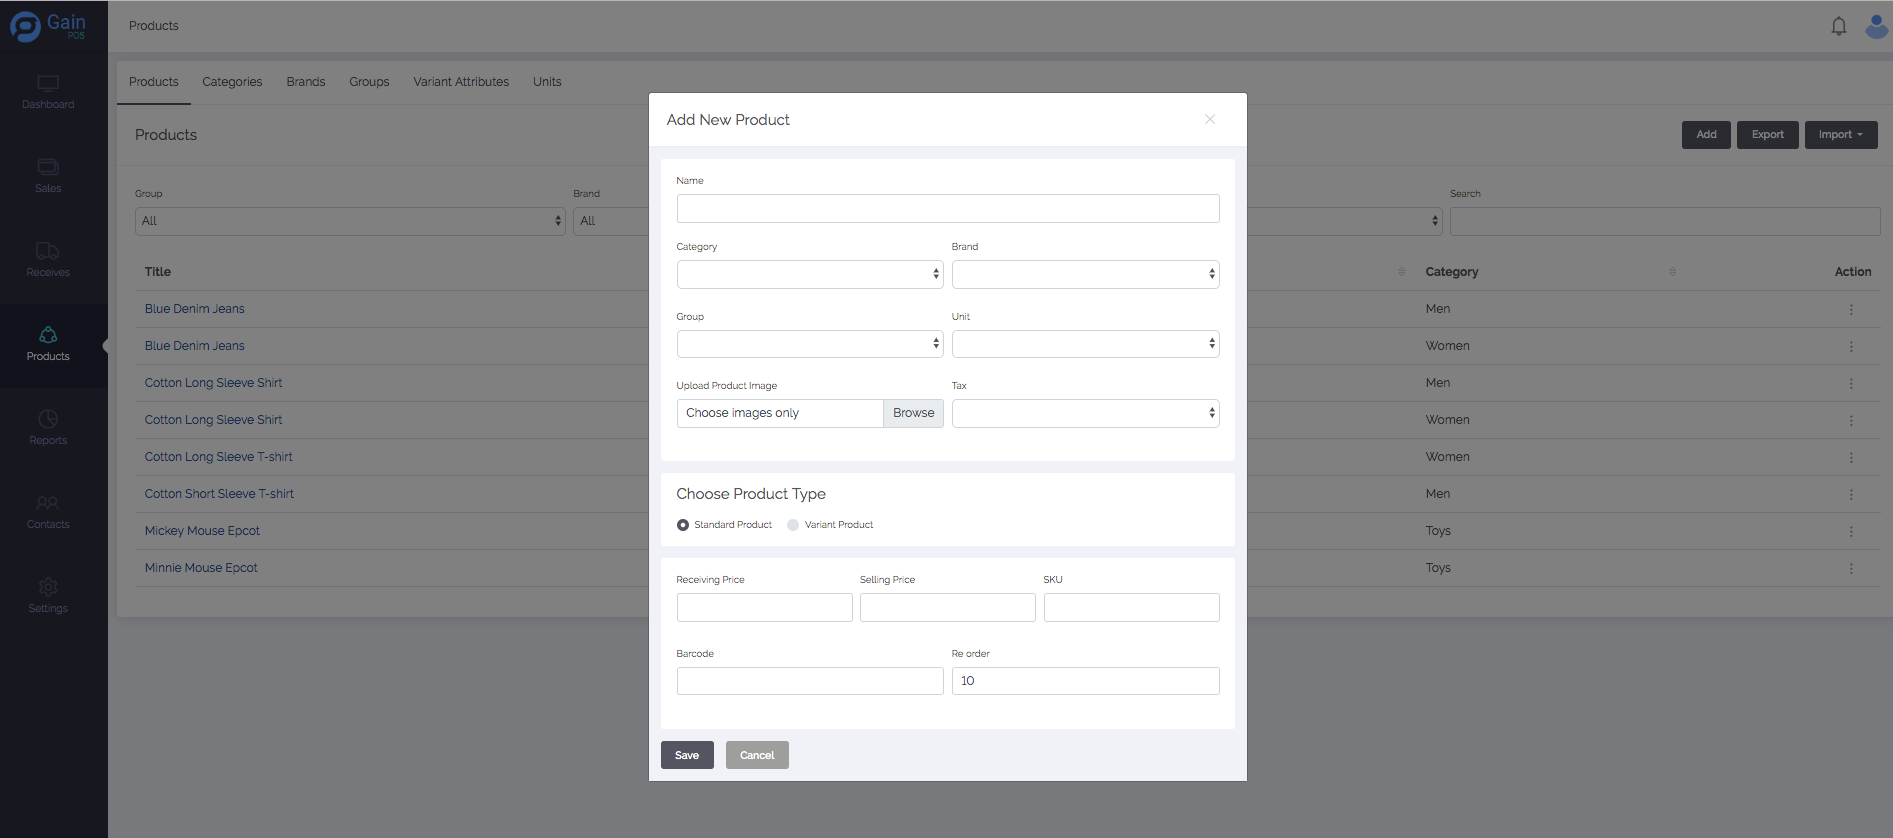 Gain
POS
Products
Dashboard
Sales
Receives
Products
Reports
Contacts
Settings
Products Categories Brands Groups Variant Attributes Units
Products
Add Export Import
Group Brand Search
All All
Title Category Action
Blue Denim Jeans Men
Blue Denim Jeans Women
Cotton Long Sleeve Shirt Men
Cotton Long Sleeve Shirt Women
Cotton Long Sleeve T-shirt Women
Cotton Short Sleeve T-shirt Men
Mickey Mouse Epcot Toys
Minnie Mouse Epcot Toys
Add New Product
Name
Category Brand
Group Unit
Upload Product Image Tax
Choose images only Browse
Choose Product Type
Standard Product Variant Product
Receiving Price Selling Price SKU
Barcode Re order
10
Save Cancel